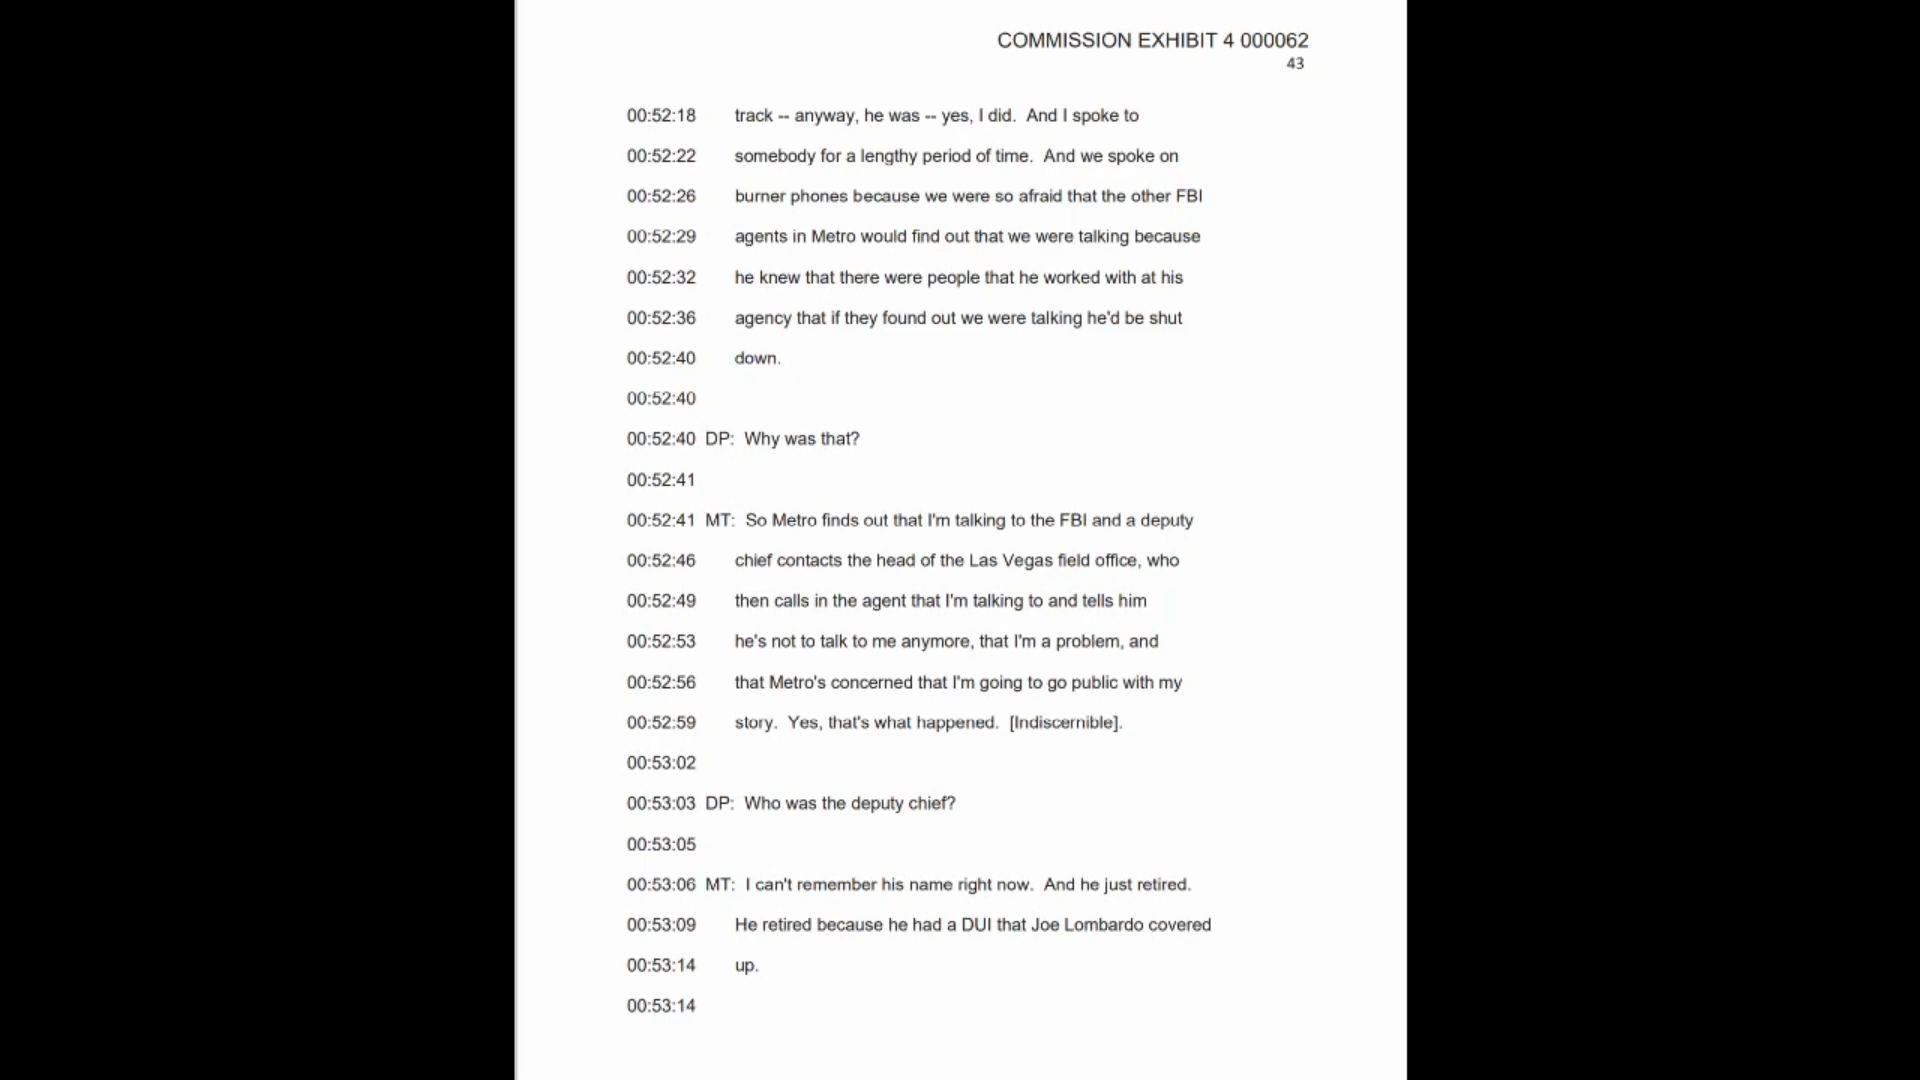 COMMISSION EXHIBIT 4 000062
43
00:52:18 track -- anyway, he was -- yes, I did. And I spoke to
00:52:22 somebody for a lengthy period of time. And we spoke on
00:52:26 burner phones because we were so afraid that the other FBI
00:52:29 agents in Metro would find out that we were talking because
00:52:32 he knew that there were people that he worked with at his
00:52:36 agency that if they found out we were talking he'd be shut
00:52:40 down.
00:52:40
00:52:40 DP: Why was that?
00:52:41
00:52:41 MT: So Metro finds out that I'm talking to the FBI and a deputy
00:52:46 chief contacts the head of the Las Vegas field office, who
00:52:49 then calls in the agent that I'm talking to and tells him
00:52:53 he's not to talk to me anymore, that I'm a problem, and
00:52:56 that Metro's concerned that I'm going to go public with my
00:52:59 story. Yes, that's what happened. [Indiscernible].
00:53:02
00:53:03 DP: Who was the deputy chief?
00:53:05
00:53:06 MT: I can't remember his name right now. And he just retired.
00:53:09 He retired because he had a DUI that Joe Lombardo covered
00:53:14 up.
00:53:14